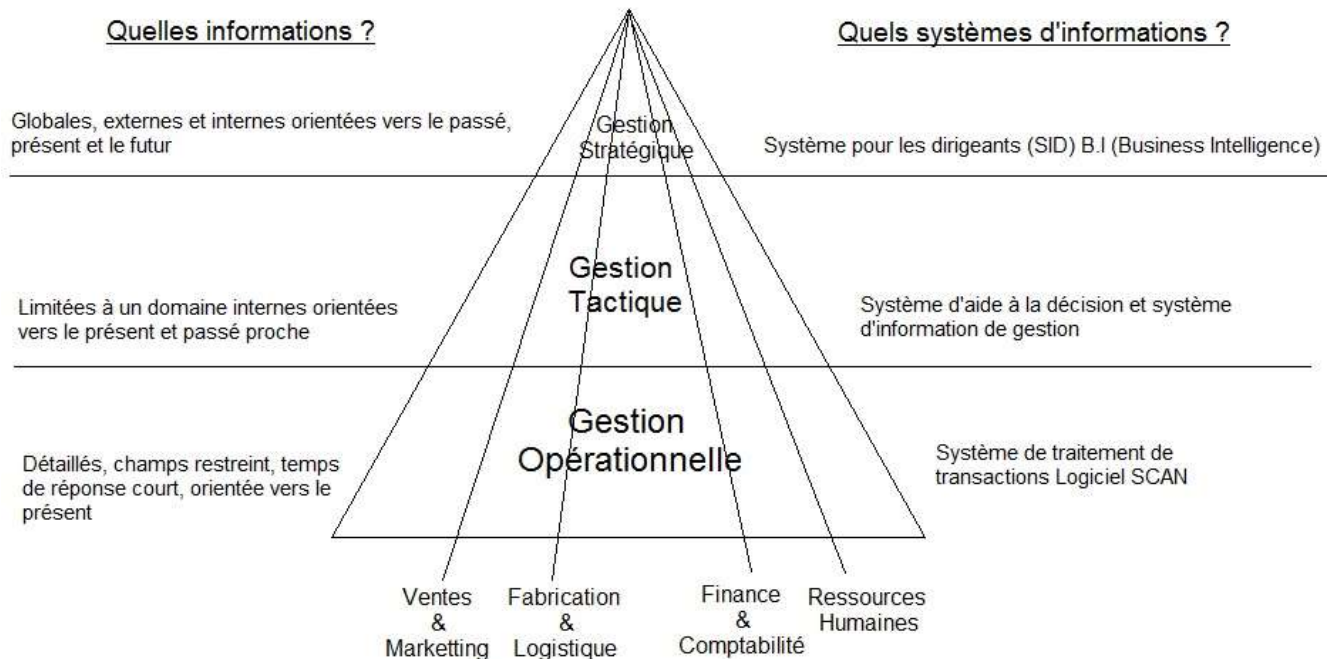 Quelles informations ?
Quels systèmes d'informations ?
Globales, externes et internes orientées vers le passé,
présent et le futur
Gestion
Stratégique
Système pour les dirigeants (SID) B.I (Business Intelligence)
Limitées à un domaine internes orientées
vers le présent et passé proche
Gestion
Tactique
Système d'aide à la décision et système
d'information de gestion
Détaillés, champs restreint, temps
de réponse court, orientée vers le
présent
Gestion
Opérationnelle
Système de traitement de
transactions Logiciel SCAN
Ventes
&
Marketting
Fabrication
&
Logistique
Finance
&
Comptabilité
Ressources
Humaines